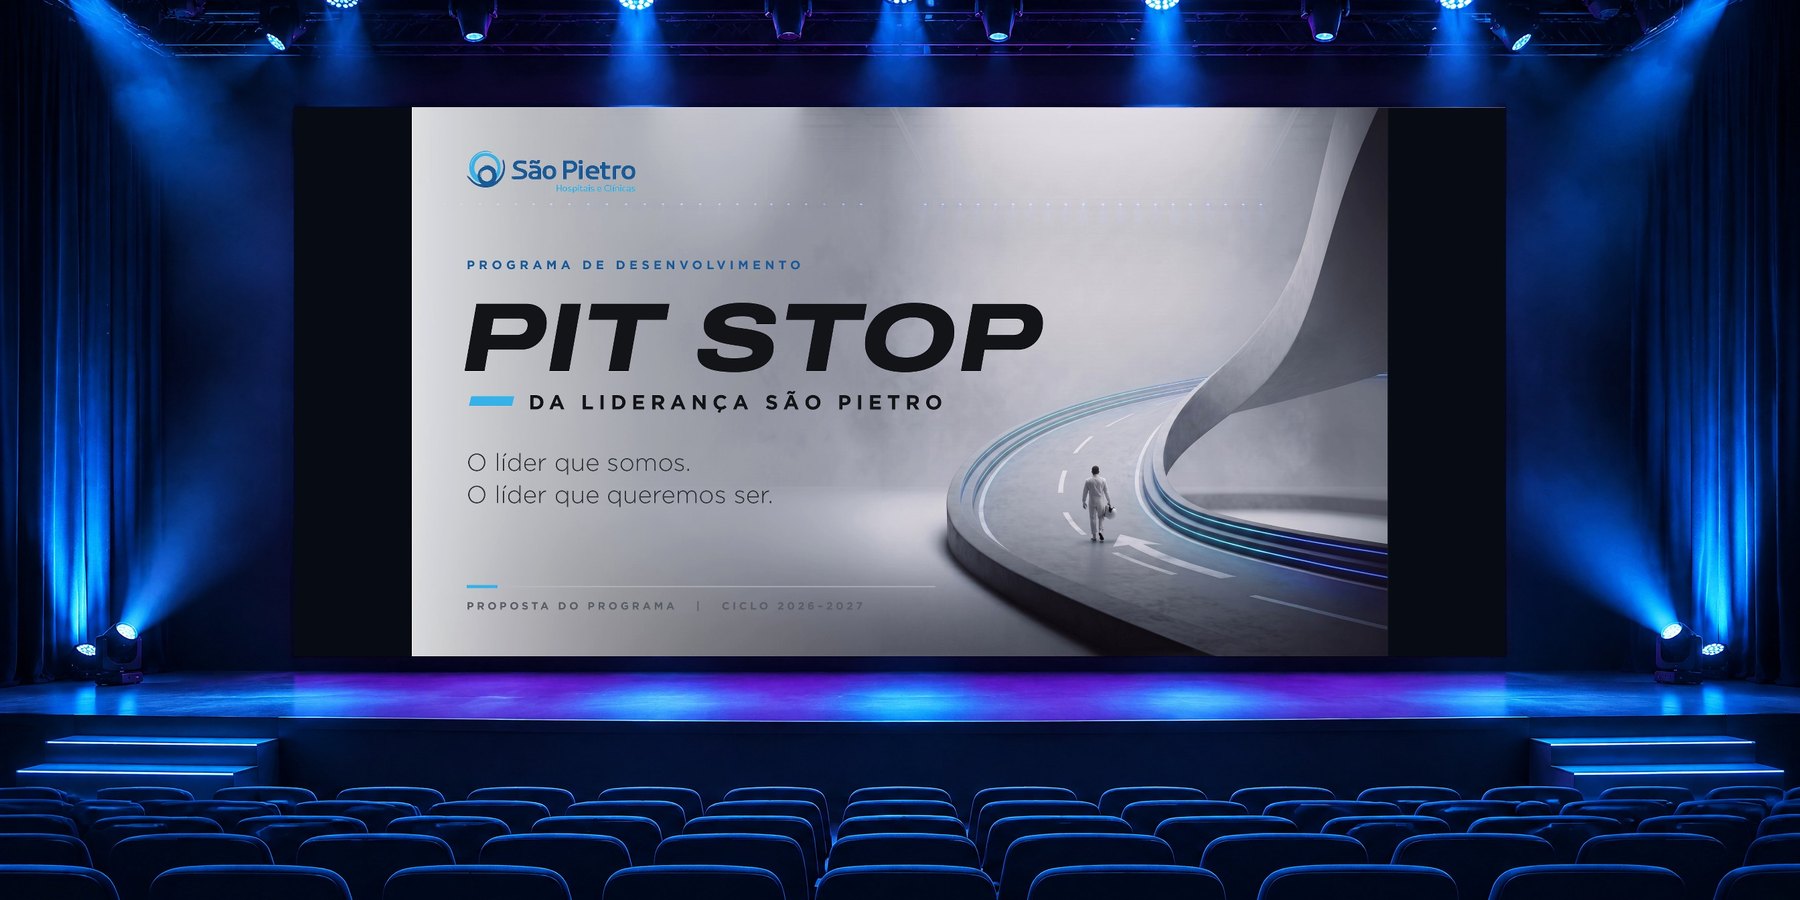 São Pietro
Hospitais e Clínicas
PROGRAMA DE DESENVOLVIMENTO
PIT STOP
DA LIDERANÇA SÃO PIETRO
O líder que somos.
O líder que queremos ser.
PROPOSTA DO PROGRAMA | CICLO 2026-2027